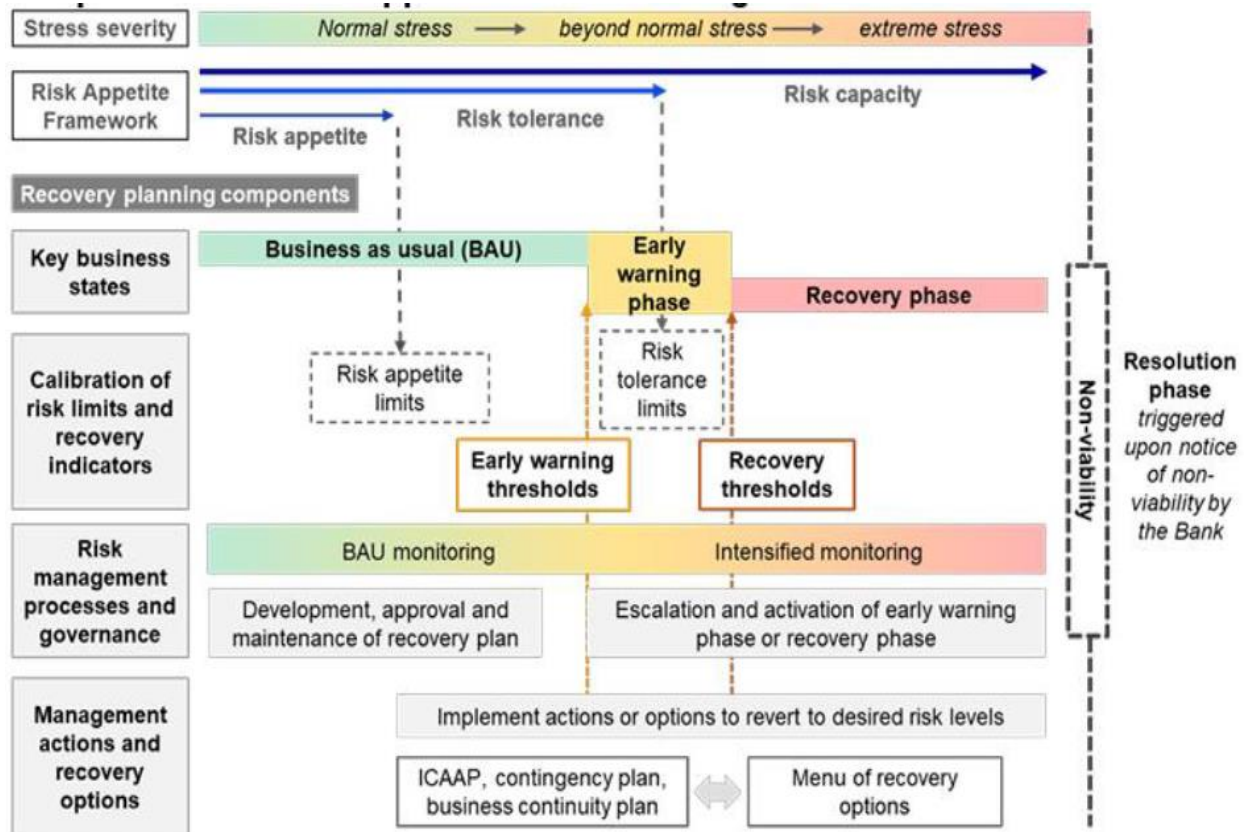 Stress severity
Normal stress
beyond normal stress
extreme stress
Risk Appetite
Framework
Risk capacity
Risk tolerance
Risk appetite
Recovery planning components
Key business
states
Business as usual (BAU)
Early
warning
phase
Recovery phase
Calibration of
risk limits and
recovery
indicators
Risk appetite
limits
Risk
tolerance
limits
Early warning
thresholds
Recovery
thresholds
Non-viability
Resolution
phase
triggered
upon notice
of non-
viability by
the Bank
Risk
management
processes and
governance
BAU monitoring
Intensified monitoring
Development, approval and
maintenance of recovery plan
Escalation and activation of early warning
phase or recovery phase
Management
actions and
recovery
options
Implement actions or options to revert to desired risk levels
ICAAP, contingency plan,
business continuity plan
Menu of recovery
options